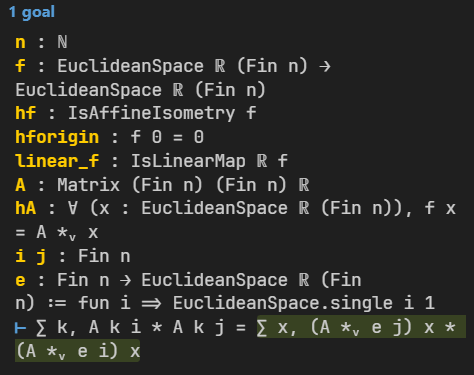 1 goal
n : ℕ
f : EuclideanSpace ℝ (Fin n) →
EuclideanSpace ℝ (Fin n)
hf : IsAffineIsometry f
hforigin : f 0 = 0
linear_f : IsLinearMap ℝ f
A : Matrix (Fin n) (Fin n) ℝ
hA : ∀ (x : EuclideanSpace ℝ (Fin n)), f x
= A *ᵥ x
i j : Fin n
e : Fin n → EuclideanSpace ℝ (Fin
n) := fun i => EuclideanSpace.single i 1
⊢ ∑ k, A k i * A k j = ∑ x, (A *ᵥ e j) x *
(A *ᵥ e i) x